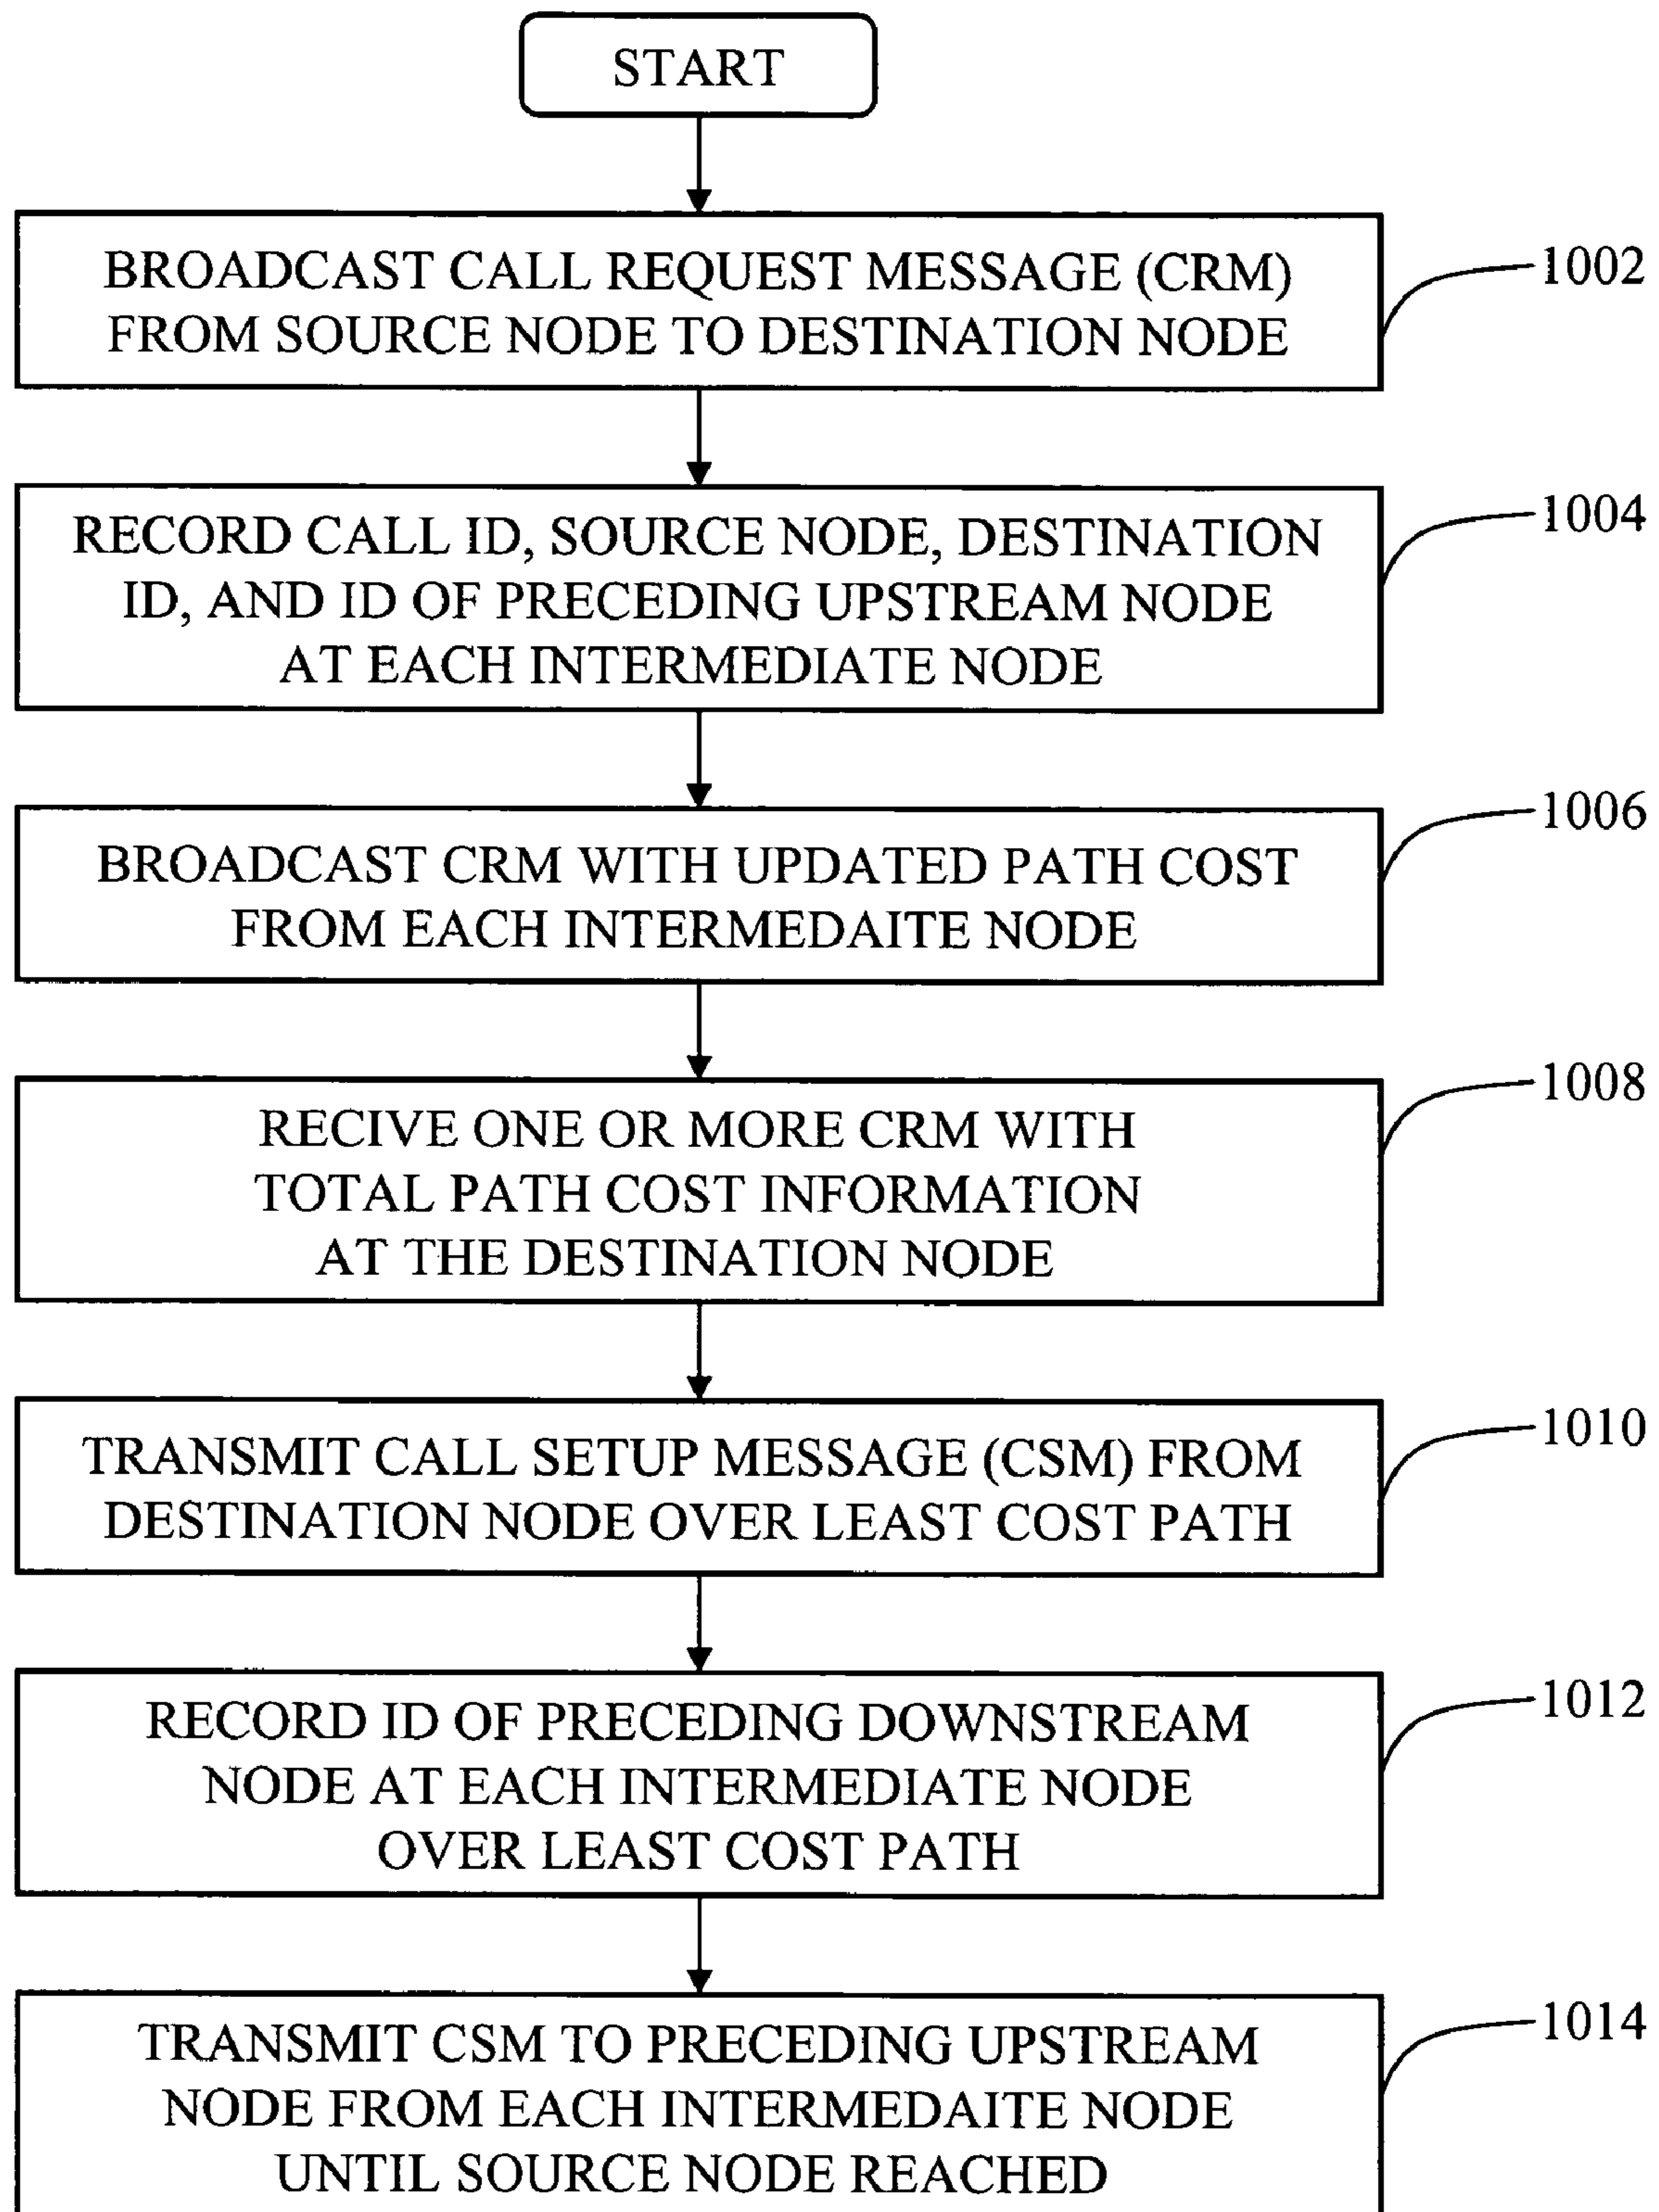 START
BROADCAST CALL REQUEST MESSAGE (CRM)
FROM SOURCE NODE TO DESTINATION NODE
1002
RECORD CALL ID, SOURCE NODE, DESTINATION
ID, AND ID OF PRECEDING UPSTREAM NODE
AT EACH INTERMEDIATE NODE
1004
BROADCAST CRM WITH UPDATED PATH COST
FROM EACH INTERMEDAITE NODE
1006
RECIVE ONE OR MORE CRM WITH
TOTAL PATH COST INFORMATION
AT THE DESTINATION NODE
1008
TRANSMIT CALL SETUP MESSAGE (CSM) FROM
DESTINATION NODE OVER LEAST COST PATH
1010
RECORD ID OF PRECEDING DOWNSTREAM
NODE AT EACH INTERMEDIATE NODE
OVER LEAST COST PATH
1012
TRANSMIT CSM TO PRECEDING UPSTREAM
NODE FROM EACH INTERMEDAITE NODE
UNTIL SOURCE NODE REACHED
1014